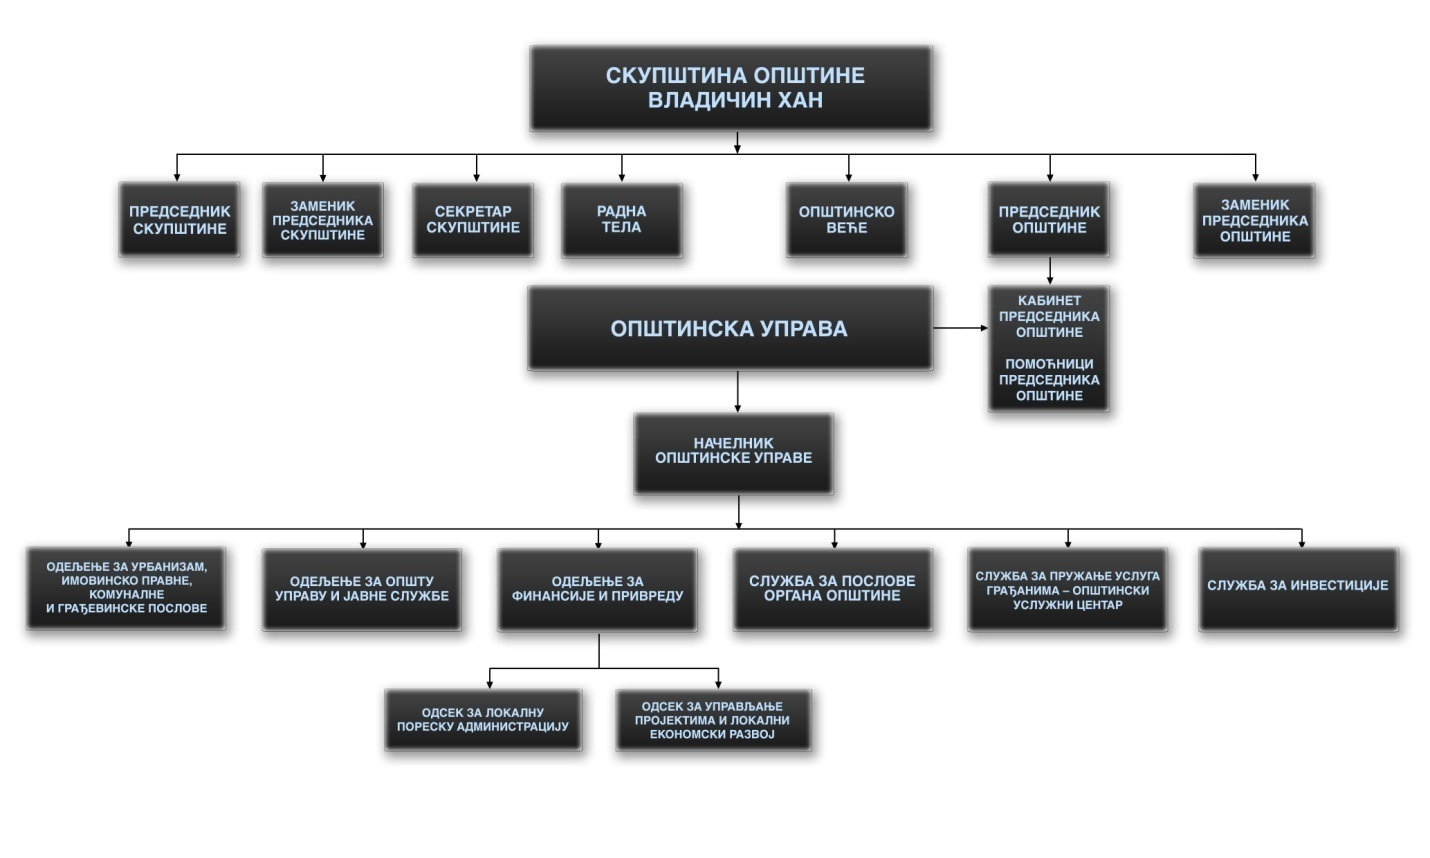 СКУПШТИНА ОПШТИНЕ
ВЛАДИЧИН ХАН
ПРЕДСЕДНИК
СКУПШТИНЕ
ЗАМЕНИК
ПРЕДСЕДНИКА
СКУПШТИНЕ
СЕКРЕТАР
СКУПШТИНЕ
РАДНА
ТЕЛА
ОПШТИНСКО
ВЕЋЕ
ПРЕДСЕДНИК
ОПШТИНЕ
ЗАМЕНИК
ПРЕДСЕДНИКА
ОПШТИНЕ
ОПШТИНСКА УПРАВА
КАБИНЕТ
ПРЕДСЕДНИКА
ОПШТИНЕ
ПОМОЋНИЦИ
ПРЕДСЕДНИКА
ОПШТИНЕ
НАЧЕЛНИК
ОПШТИНСКЕ УПРАВЕ
ОДЕЉЕЊЕ ЗА УРБАНИЗАМ,
ИМОВИНСКО ПРАВНЕ,
КОМУНАЛНЕ
И ГРАЂЕВИНСКЕ ПОСЛОВЕ
ОДЕЉЕЊЕ ЗА ОПШТУ
УПРАВУ И ЈАВНЕ СЛУЖБЕ
ОДЕЉЕЊЕ ЗА
ФИНАНСИЈЕ И ПРИВРЕДУ
СЛУЖБА ЗА ПОСЛОВЕ
ОРГАНА ОПШТИНЕ
СЛУЖБА ЗА ПРУЖАЊЕ УСЛУГА
ГРАЂАНИМА – ОПШТИНСКИ
УСЛУЖНИ ЦЕНТАР
СЛУЖБА ЗА ИНВЕСТИЦИЈЕ
ОДСЕК ЗА ЛОКАЛНУ
ПОРЕСКУ АДМИНИСТРАЦИЈУ
ОДСЕК ЗА УПРАВЉАЊЕ
ПРОЈЕКТИМА И ЛОКАЛНИ
ЕКОНОМСКИ РАЗВОЈ